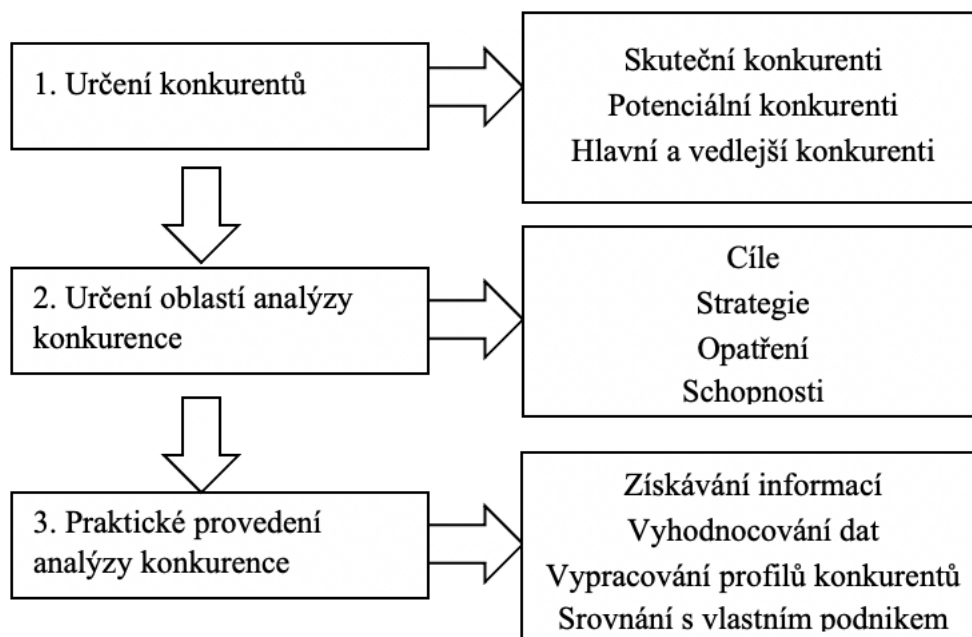 1. Určení konkurentů
Skuteční konkurenti
Potenciální konkurenti
Hlavní a vedlejší konkurenti
2. Určení oblastí analýzy
konkurence
Cíle
Strategie
Opatření
Schopnosti
3. Praktické provedení
analýzy konkurence
Získávání informací
Vyhodnocování dat
Vypracování profilů konkurentů
Srovnání s vlastním podnikem